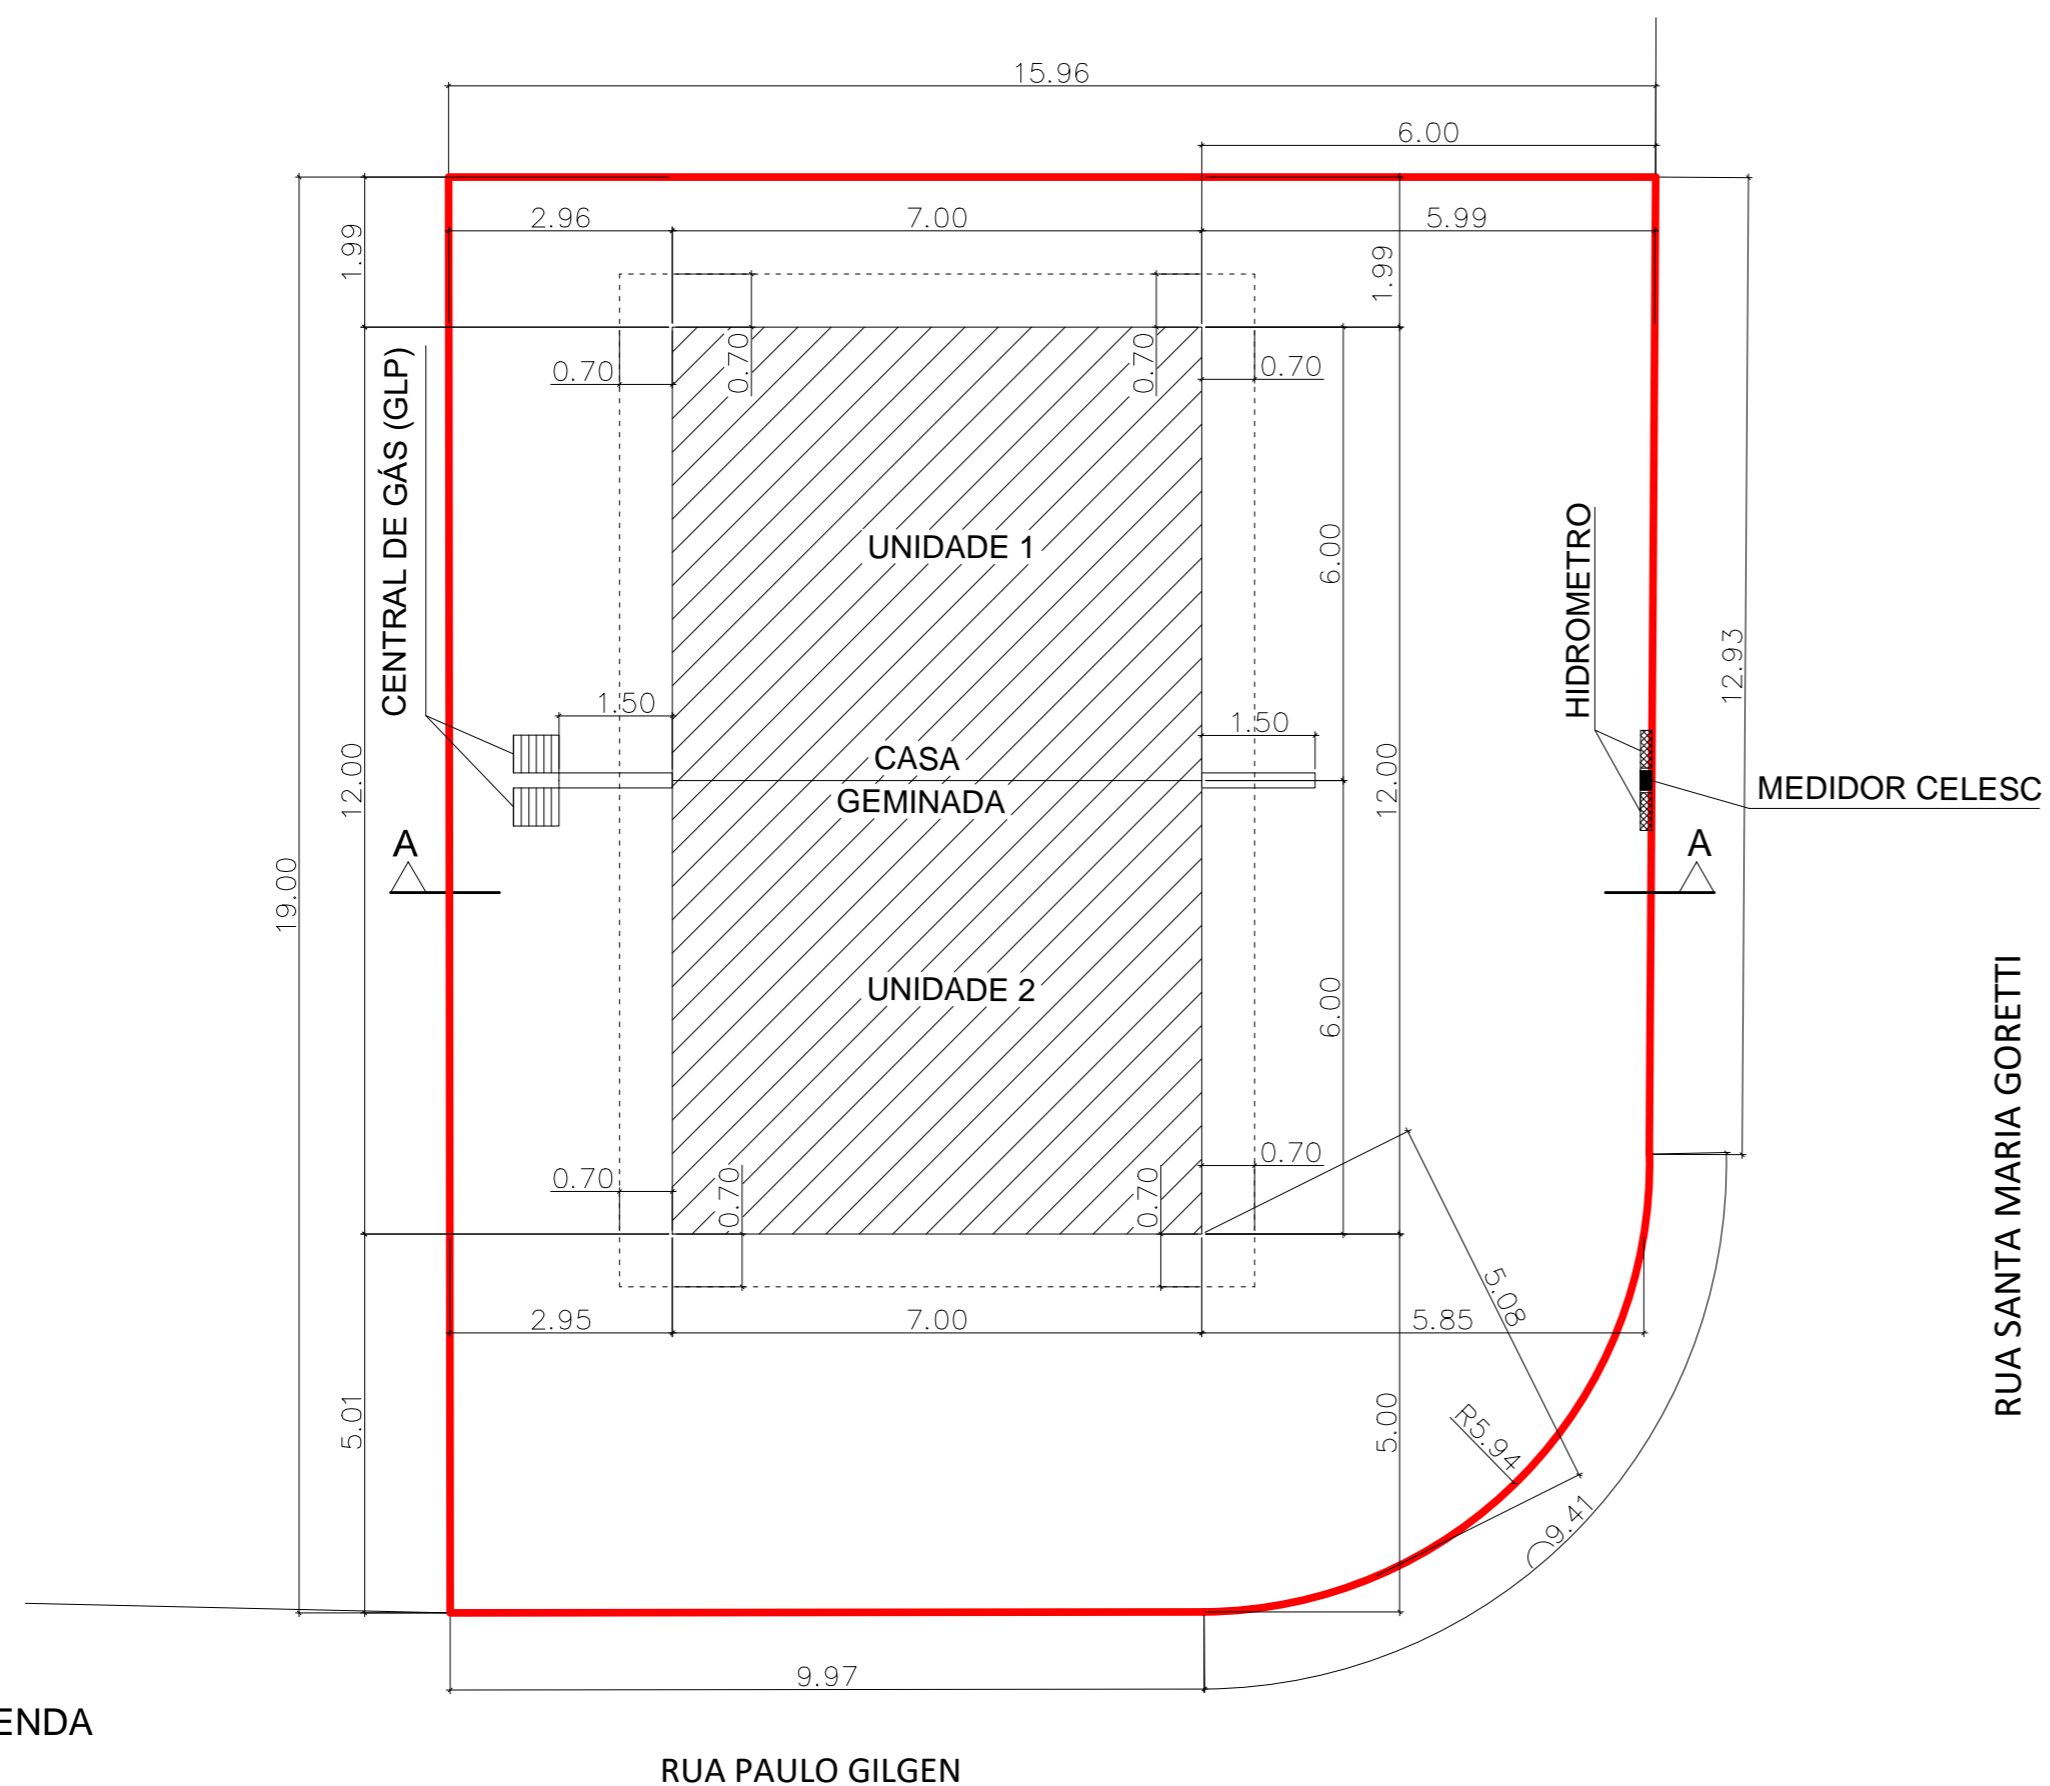 15.96
6.00
2.96
7.00
5.99
1.99
1.99
0.70
0.70
0.70
0.70
CENTRAL DE GÁS (GLP)
UNIDADE 1
6.00
HIDROMETRO
12.93
1.50
1.50
CASA
GEMINADA
12.00
12.00
MEDIDOR CELESC
A
A
19.00
UNIDADE 2
6.00
RUA SANTA MARIA GORETTI
0.70
0.70
0.70
0.70
2.95
7.00
5.85
5.08
5.01
5.00
R5.94
9.41
9.97
ENDA
RUA PAULO GILGEN